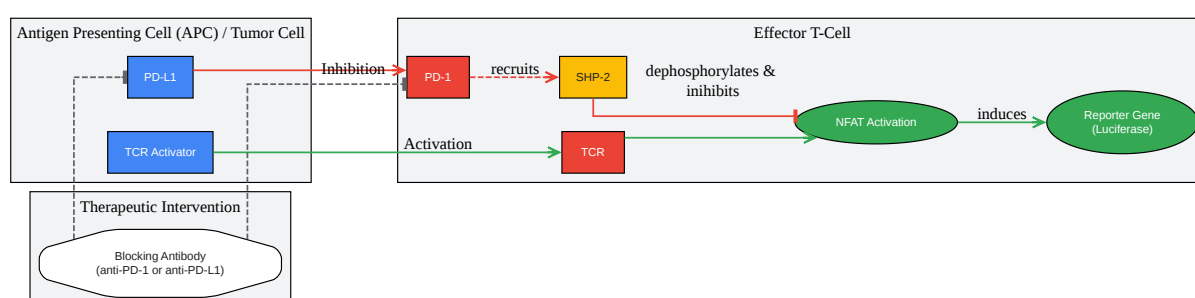 Antigen Presenting Cell (APC) / Tumor Cell
Effector T-Cell
PD-L1
Inhibition
PD-1
recruits
SHP-2
dephosphorylates &
inihibits
NFAT Activation
induces
Reporter Gene
(Luciferase)
TCR Activator
Activation
TCR
Therapeutic Intervention
Blocking Antibody
(anti-PD-1 or anti-PD-L1)